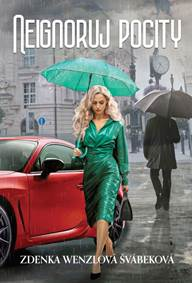 Neignoruj pocity
Zdenka Wenzlová Švábeková